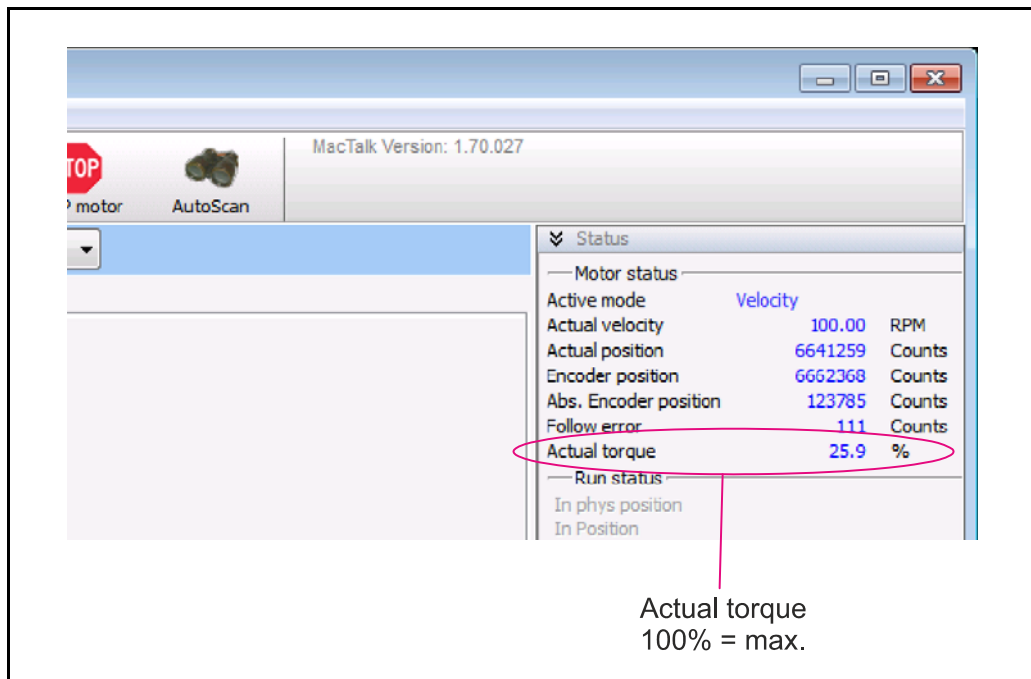 MacTalk Version: 1.70.027
TOP
P motor AutoScan
Status
Motor status
Active mode Velocity
Actual velocity 100.00 RPM
Actual position 6641259 Counts
Encoder position 6662368 Counts
Abs. Encoder position 123785 Counts
Follow error 111 Counts
Actual torque 25.9 %
Run status
In phys position
In Position
Actual torque
100% = max.